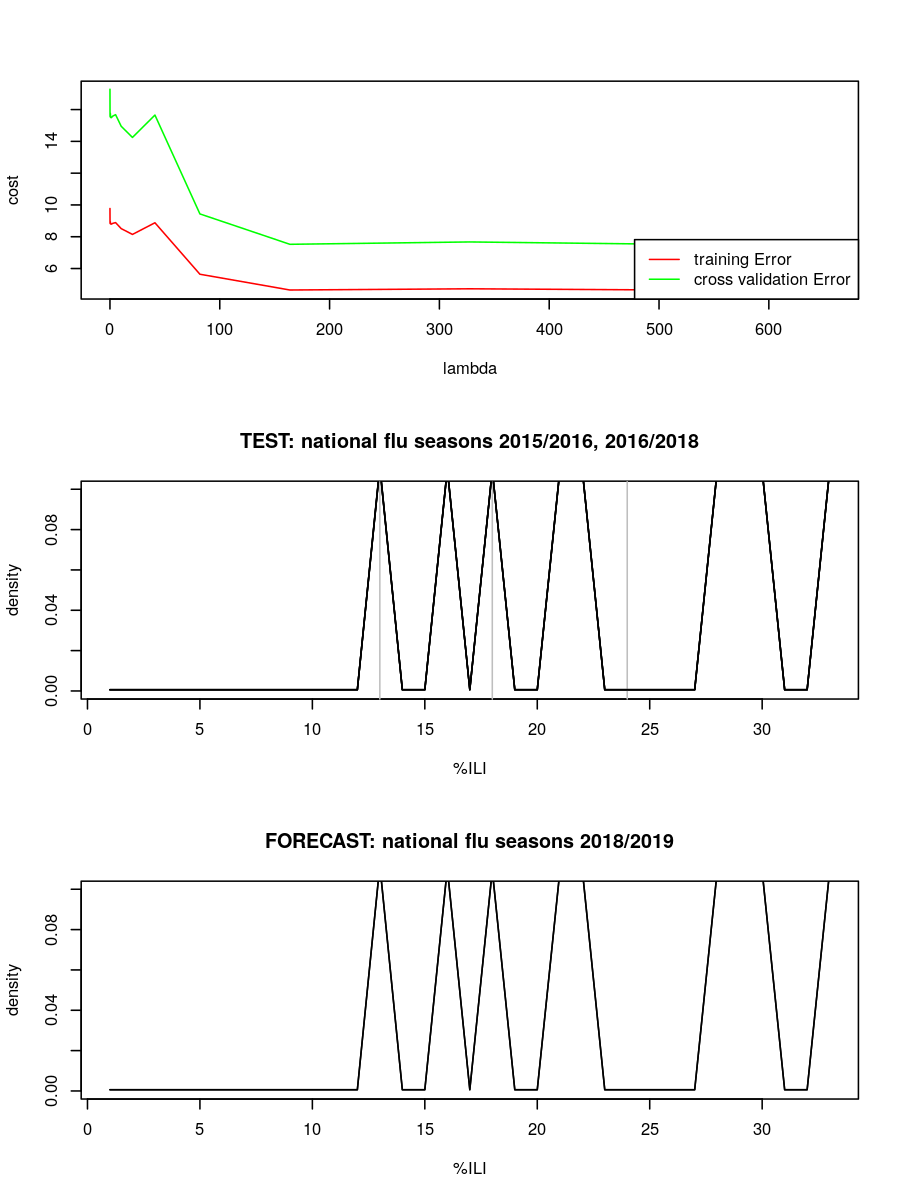 cost
14
10
8
6
training Error
cross validation Error
0 100 200 300 400 500 600
lambda
TEST: national flu seasons 2015/2016, 2016/2018
density
0.08
0.04
0.00
0 5 10 15 20 25 30
%ILI
FORECAST: national flu seasons 2018/2019
density
0.08
0.04
0.00
0 5 10 15 20 25 30
%ILI